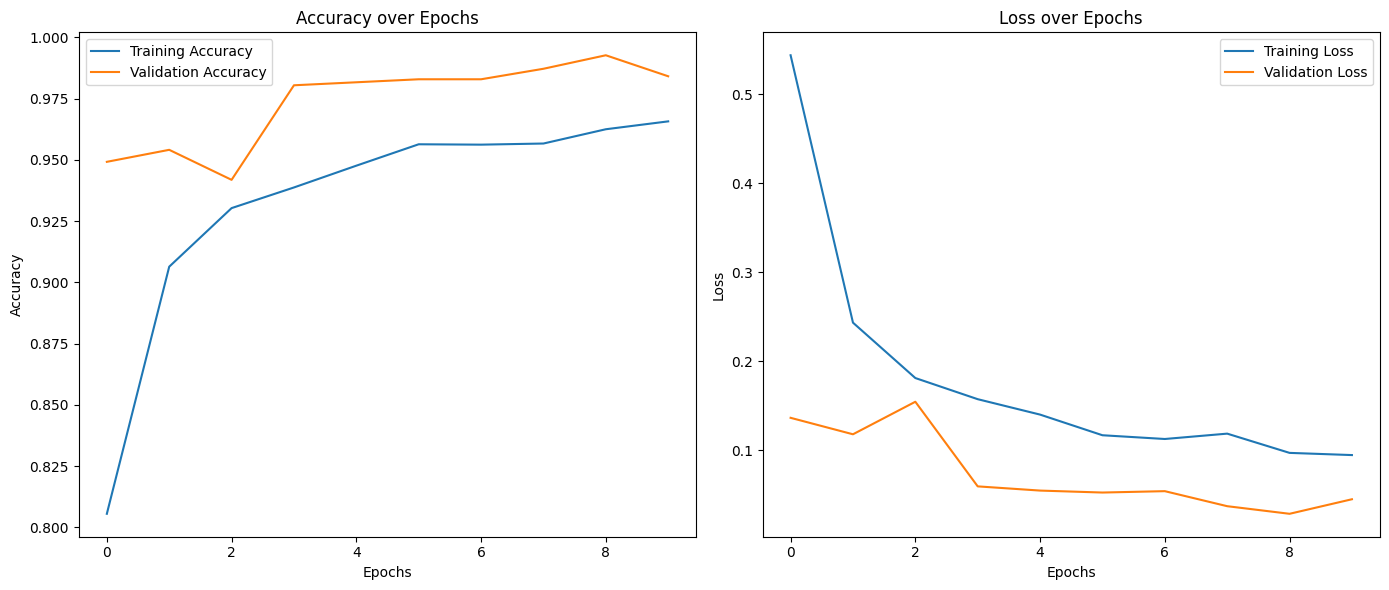 Accuracy over Epochs
Training Accuracy
Validation Accuracy
1.000
0.975
0.950
0.925
0.900
0.875
0.850
0.825
0.800
Accuracy
0 2 4 6 8
Epochs
Loss over Epochs
Training Loss
Validation Loss
0.5
0.4
0.3
0.2
0.1
Loss
0 2 4 6 8
Epochs